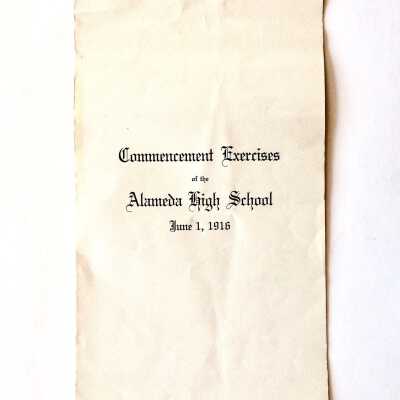 Commencement Exercises
of the
Alameda High School
June 1, 1916